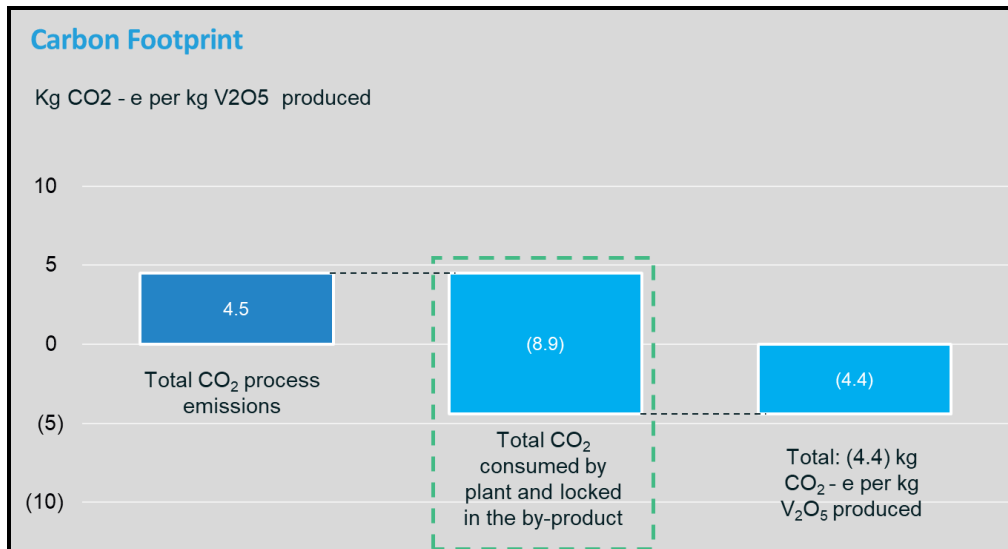 Carbon Footprint
Kg CO2 - e per kg V2O5 produced
10
5
0
(5)
(10)
4.5
Total CO₂ process
emissions
(8.9)
Total CO₂
consumed by
plant and locked
in the by-product
(4.4)
Total: (4.4) kg
CO₂ - e per kg
V₂O₅ produced